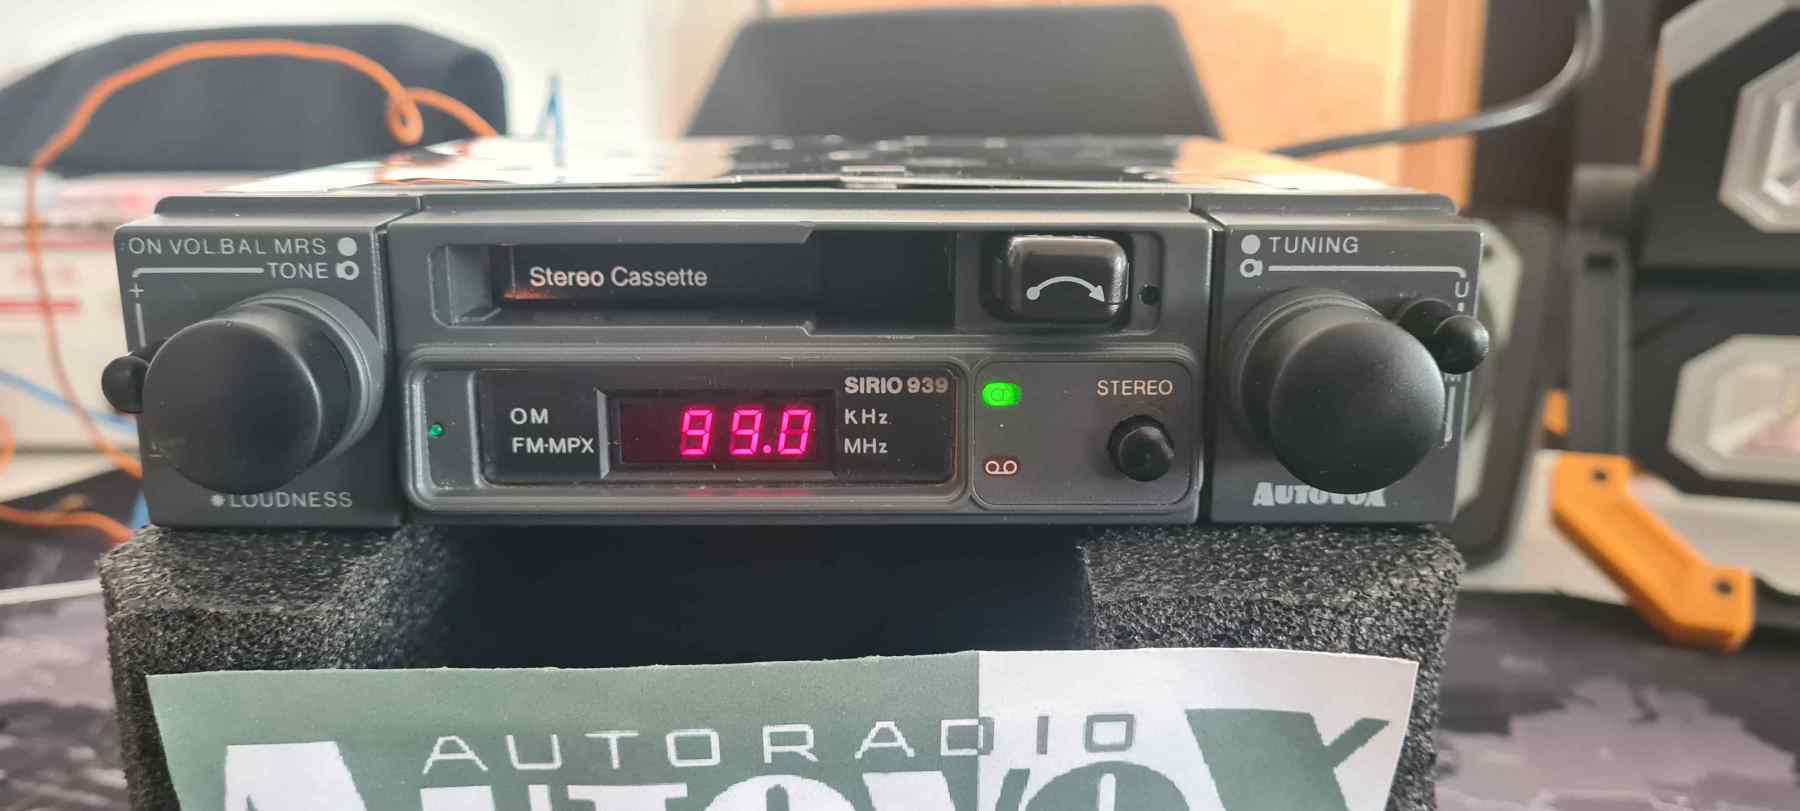 ON VOL.BAL MRS
TONE
+
LOUDNESS
Stereo Cassette
SIRIO 939
OM
FM-MPX
99.0
KHz
MHz
STEREO
TUNING
U
M
AUTOVOX
AUTORADIO
AUTOVOX